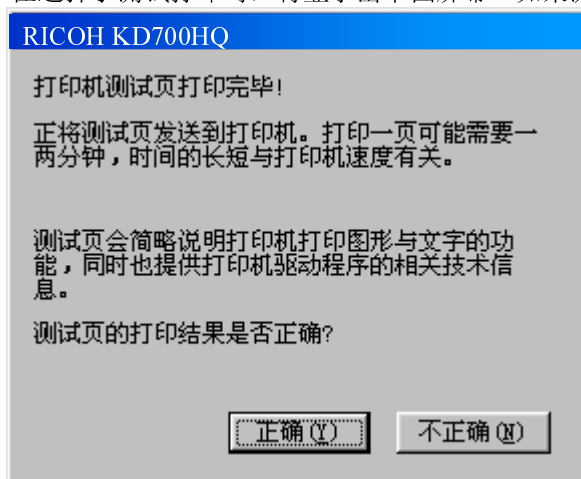 RICOH KD700HQ
打印机测试页打印完毕!
正将测试页发送到打印机。打印一页可能需要一
两分钟，时间的长短与打印机速度有关。
测试页会简略说明打印机打印图形与文字的功
能，同时也提供打印机驱动程序的相关技术信
息。
测试页的打印结果是否正确?
正确(Y)
不正确(N)